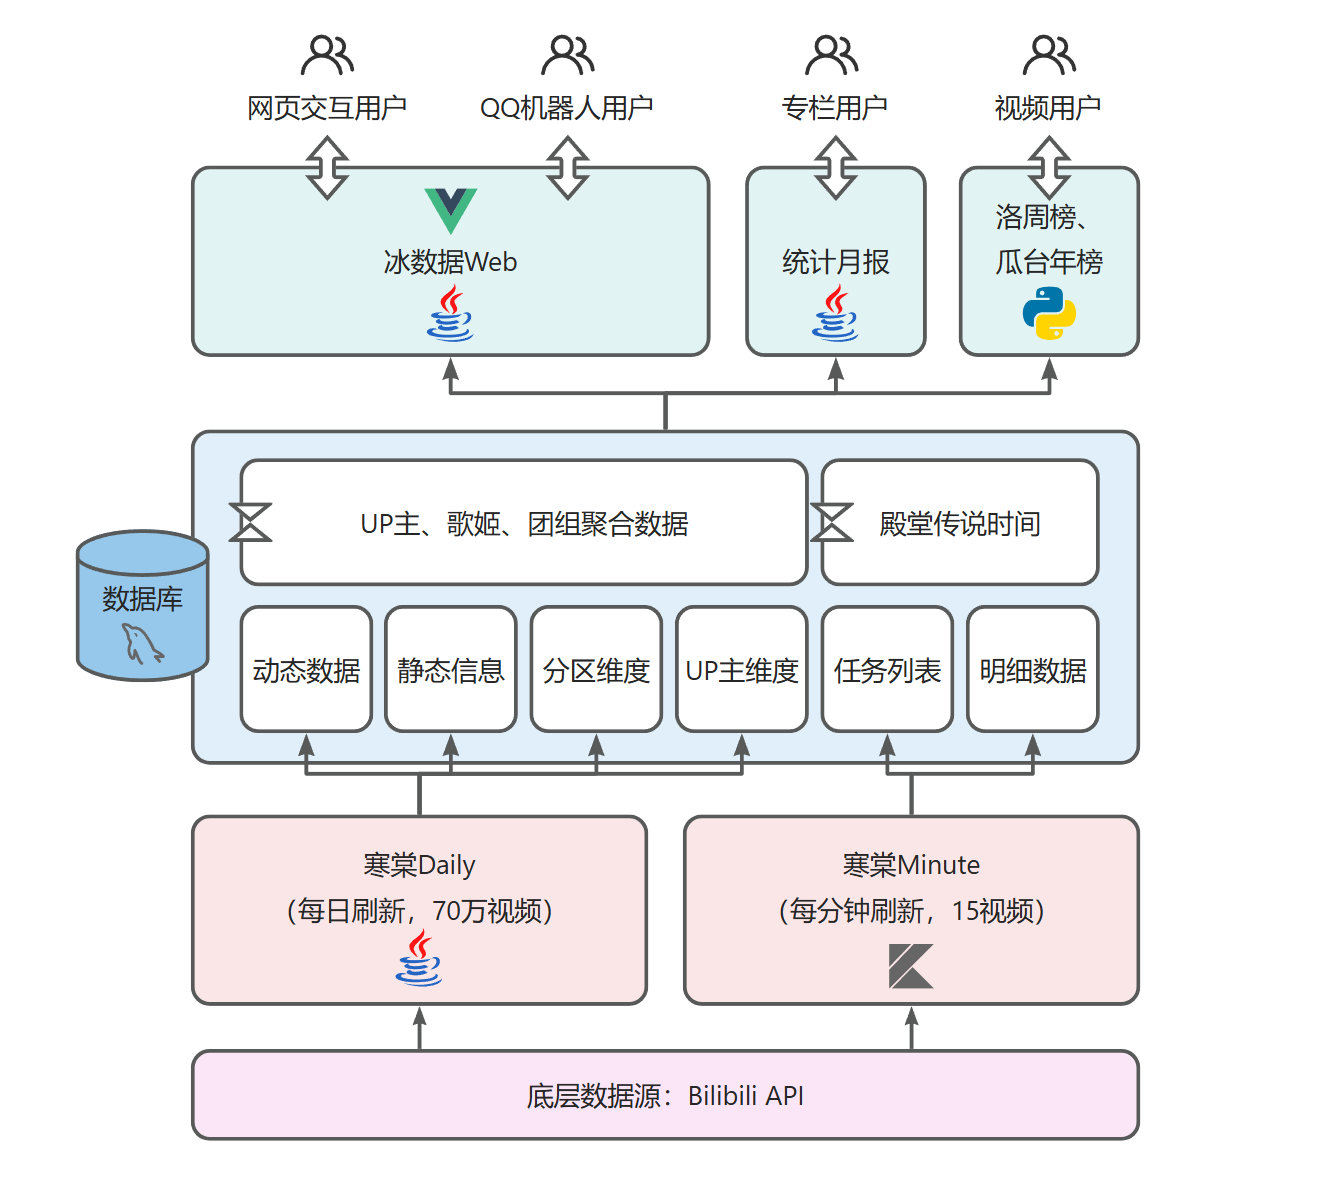 网页交互用户
QQ机器人用户
专栏用户
视频用户
冰数据Web
统计月报
洛周榜、
瓜台年榜
UP主、歌姬、团组聚合数据
殿堂传说时间
数据库
动态数据
静态信息
分区维度
UP主维度
任务列表
明细数据
寒棠Daily
（每日刷新，70万视频）
寒棠Minute
（每分钟刷新，15视频）
底层数据源：Bilibili API